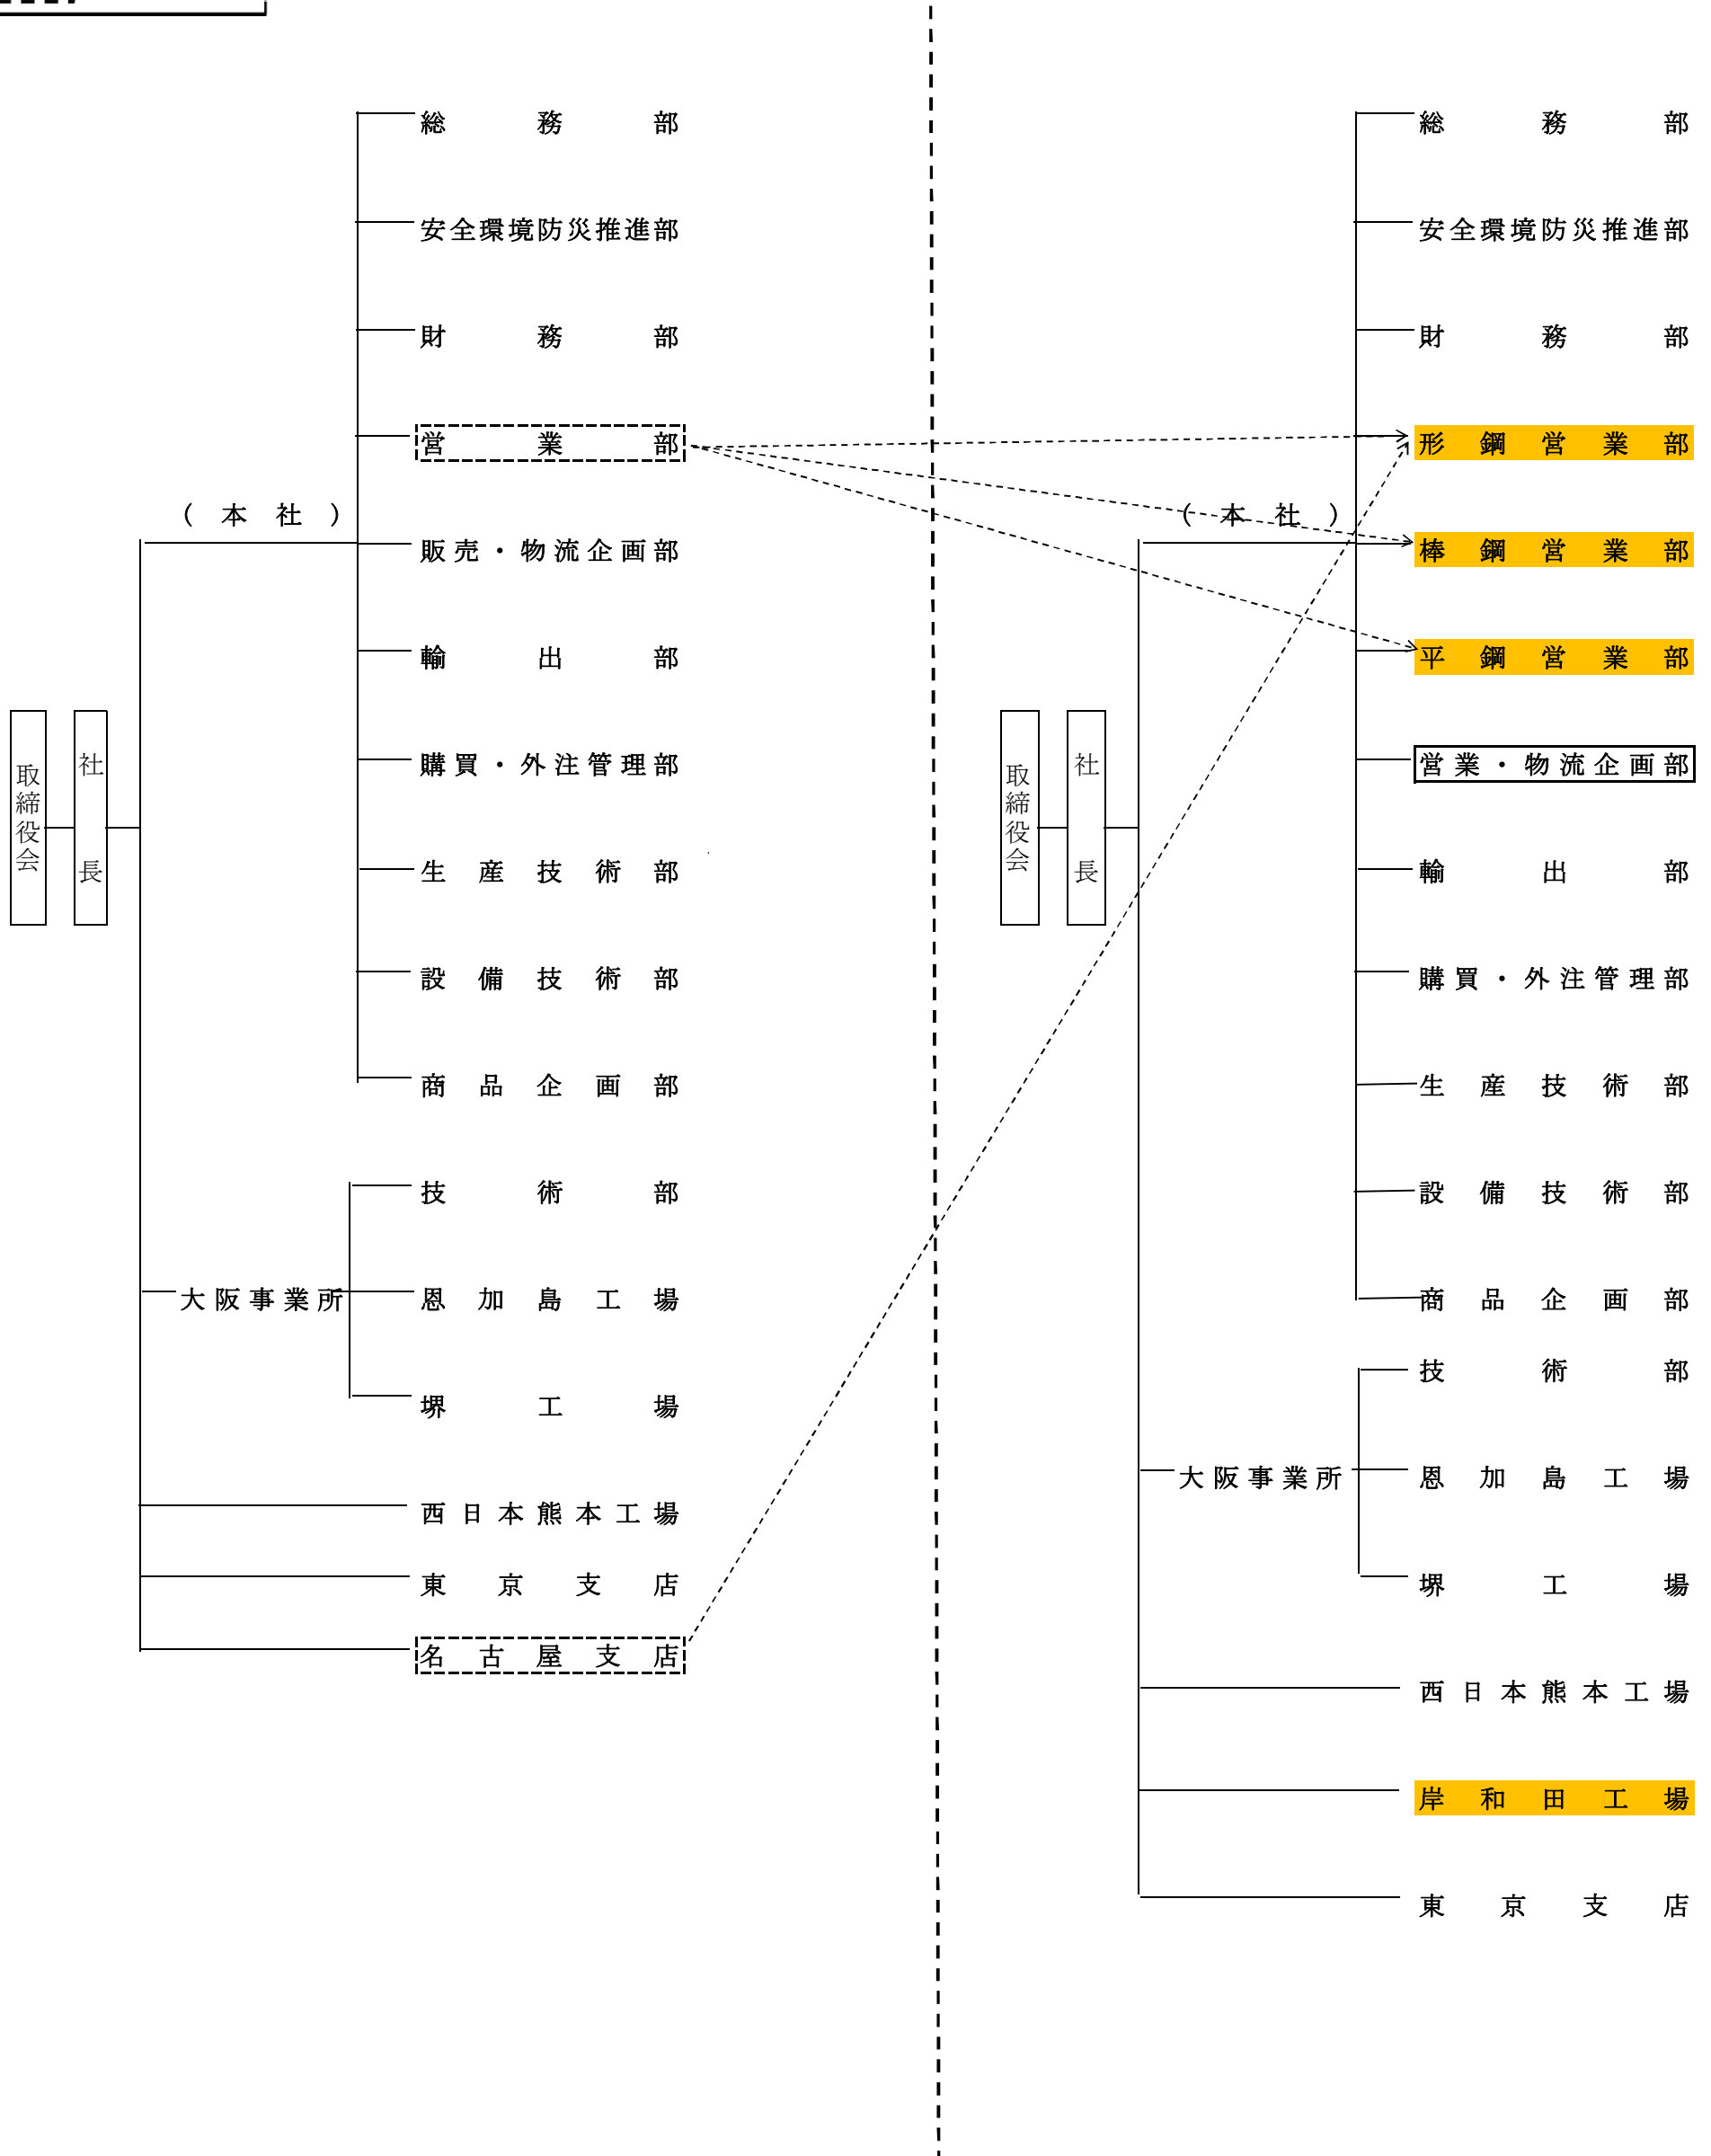 総務部
安全環境防災推進部
財務部
営業部
（本社）
販売・物流企画部
輸出部
購買・外注管理部
取締役会
社長
生産技術部
設備技術部
商品企画部
技術部
大阪事業所
恩加島工場
堺工場
西日本熊本工場
東京支店
名古屋支店
総務部
安全環境防災推進部
財務部
形鋼営業部
（本社）
棒鋼営業部
平鋼営業部
営業・物流企画部
取締役会
社長
輸出部
購買・外注管理部
生産技術部
設備技術部
商品企画部
技術部
大阪事業所
恩加島工場
堺工場
西日本熊本工場
岸和田工場
東京支店